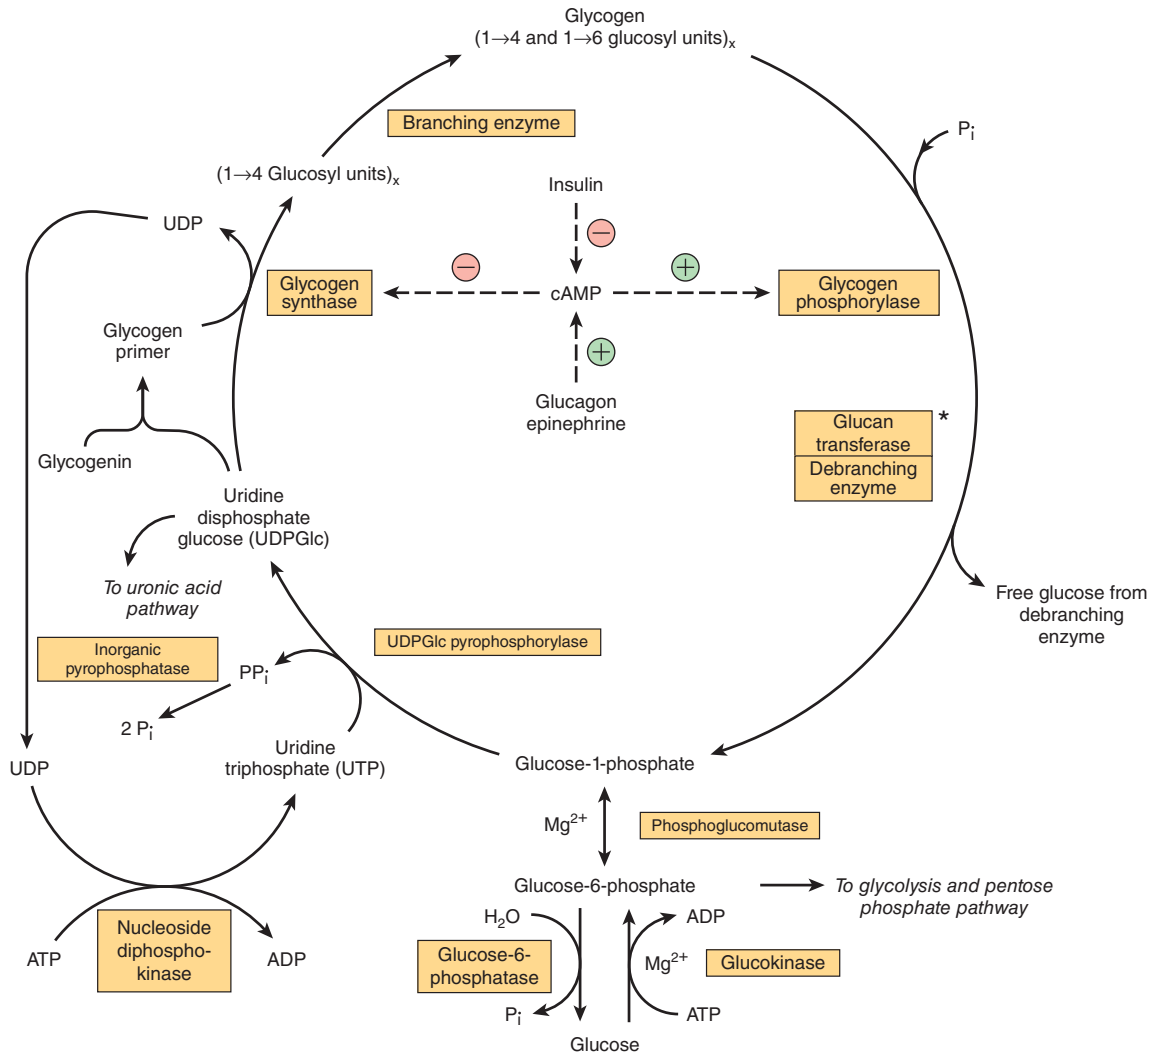 Glycogen
(1→4 and 1→6 glucosyl units)x
Branching enzyme
Pi
(1→4 Glucosyl units)x
Insulin
UDP
−
−
+
Glycogen
synthase
cAMP
Glycogen
phosphorylase
Glycogen
primer
+
Glucagon
epinephrine
Glucan
transferase
*
Debranching
enzyme
Glycogenin
Uridine
disphosphate
glucose (UDPGlc)
To uronic acid
pathway
Free glucose from
debranching
enzyme
Inorganic
pyrophosphatase
UDPGlc pyrophosphorylase
PPi
2 Pi
Uridine
triphosphate (UTP)
UDP
Glucose-1-phosphate
Mg2+
Phosphoglucomutase
Glucose-6-phosphate
To glycolysis and pentose
phosphate pathway
H2O
ADP
Nucleoside
diphospho-
kinase
ATP
ADP
Glucose-6-
phosphatase
Mg2+
Glucokinase
Pi
ATP
Glucose